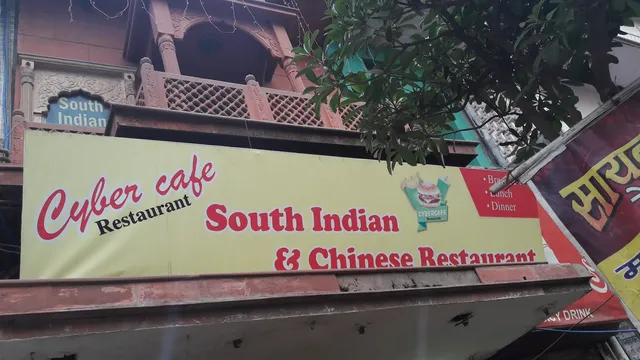 South
Indian
Cyber cafe
Restaurant
South Indian
& Chinese Restaurant
CYBERCAFE
• Lunch
• Dinner
DRINK